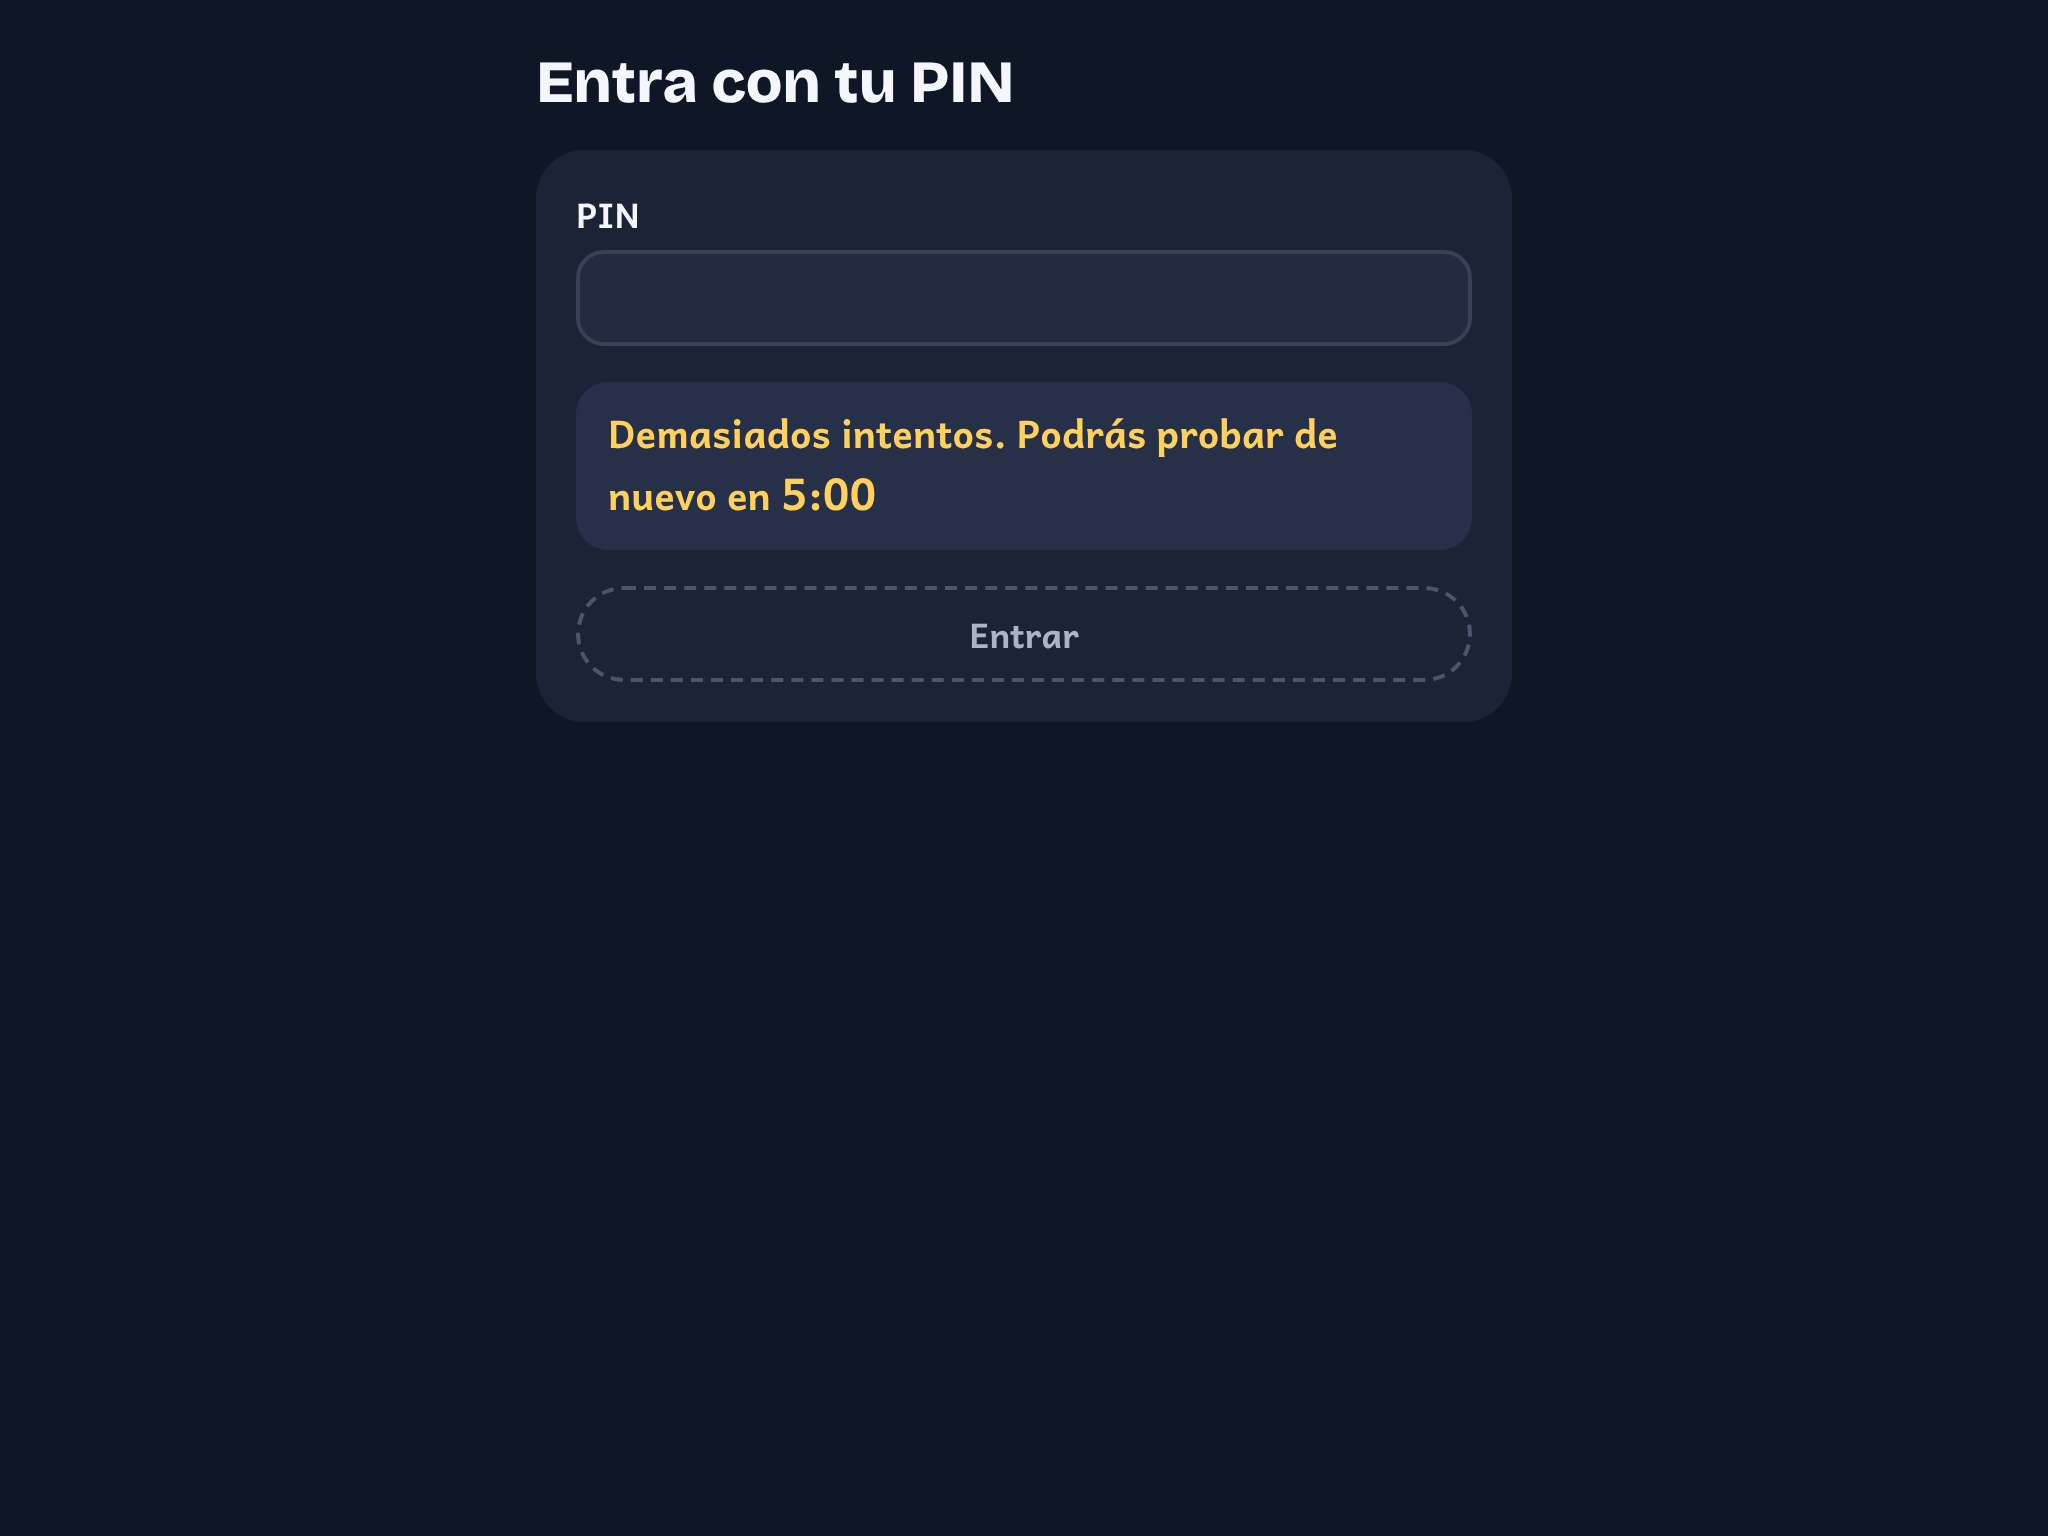 Entra con tu PIN
PIN
Demasiados intentos. Podrás probar de
nuevo en 5:00
Entrar